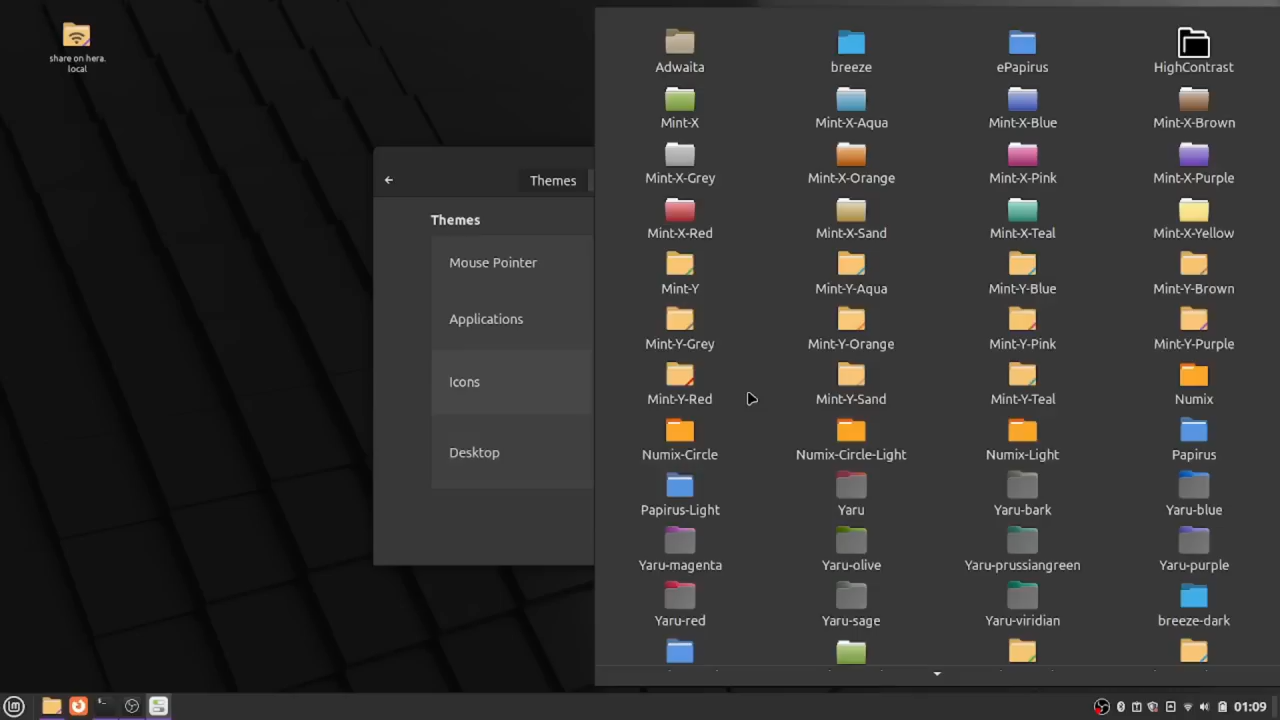 share on hera.
local
Themes
Themes
Mouse Pointer
Applications
Icons
Desktop
Adwaita
breeze
ePapirus
HighContrast
Mint-X
Mint-X-Aqua
Mint-X-Blue
Mint-X-Brown
Mint-X-Grey
Mint-X-Orange
Mint-X-Pink
Mint-X-Purple
Mint-X-Red
Mint-X-Sand
Mint-X-Teal
Mint-X-Yellow
Mint-Y
Mint-Y-Aqua
Mint-Y-Blue
Mint-Y-Brown
Mint-Y-Grey
Mint-Y-Orange
Mint-Y-Pink
Mint-Y-Purple
Mint-Y-Red
Mint-Y-Sand
Mint-Y-Teal
Numix
Numix-Circle
Numix-Circle-Light
Numix-Light
Papirus
Papirus-Light
Yaru
Yaru-bark
Yaru-blue
Yaru-magenta
Yaru-olive
Yaru-prussiangreen
Yaru-purple
Yaru-red
Yaru-sage
Yaru-viridian
breeze-dark
01:09